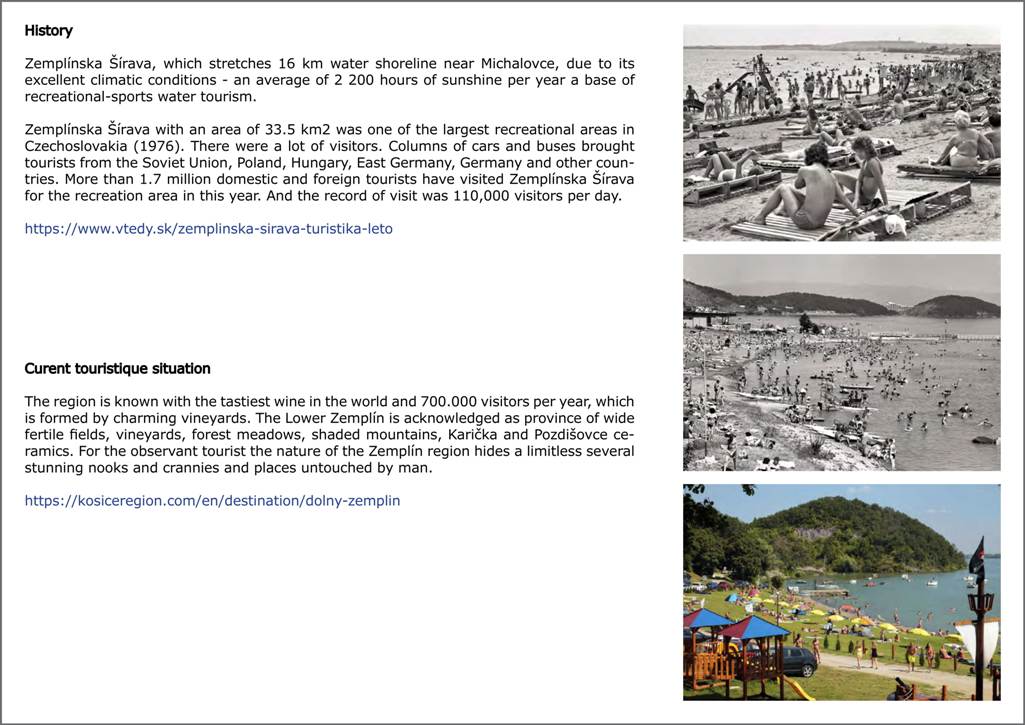 History
Zemplínska Šírava, which stretches 16 km water shoreline near Michalovce, due to its
excellent climatic conditions - an average of 2 200 hours of sunshine per year a base of
recreational-sports water tourism.
Zemplínska Šírava with an area of 33.5 km2 was one of the largest recreational areas in
Czechoslovakia (1976). There were a lot of visitors. Columns of cars and buses brought
tourists from the Soviet Union, Poland, Hungary, East Germany, Germany and other coun-
tries. More than 1.7 million domestic and foreign tourists have visited Zemplínska Šírava
for the recreation area in this year. And the record of visit was 110,000 visitors per day.
https://www.vtedy.sk/zemplinska-sirava-turistika-leto
Curent touristique situation
The region is known with the tastiest wine in the world and 700.000 visitors per year, which
is formed by charming vineyards. The Lower Zemplín is acknowledged as province of wide
fertile fields, vineyards, forest meadows, shaded mountains, Karička and Pozdišovce ce-
ramics. For the observant tourist the nature of the Zemplín region hides a limitless several
stunning nooks and crannies and places untouched by man.
https://kosiceregion.com/en/destination/dolny-zemplin